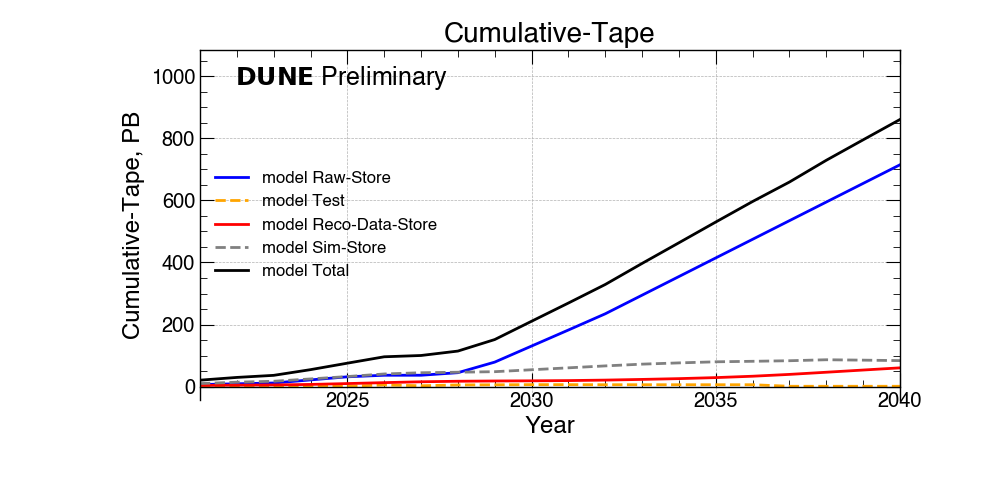 Cumulative-Tape
DUNE Preliminary
Cumulative-Tape, PB
1000
800
600
400
200
0
model Raw-Store
model Test
model Reco-Data-Store
model Sim-Store
model Total
2025
2030
2035
2040
Year